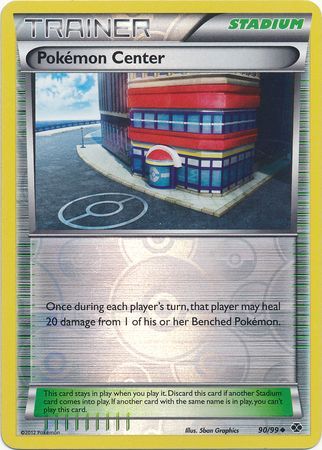 TRAINER
STADIUM
Pokémon Center
Once during each player's turn, that player may heal
20 damage from 1 of his or her Benched Pokémon.
This card stays in play when you play it. Discard this card if another Stadium
card comes into play. If another card with the same name is in play, you can't
play this card.
©2012 Pokémon
Illus. 5ban Graphics
90/99